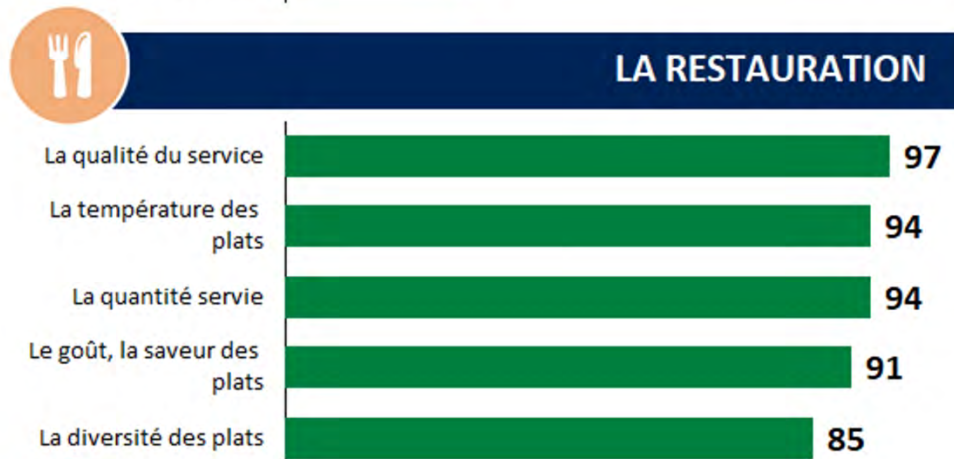 LA RESTAURATION
La qualité du service
97
La température des
plats
94
La quantité servie
94
Le goût, la saveur des
plats
91
La diversité des plats
85